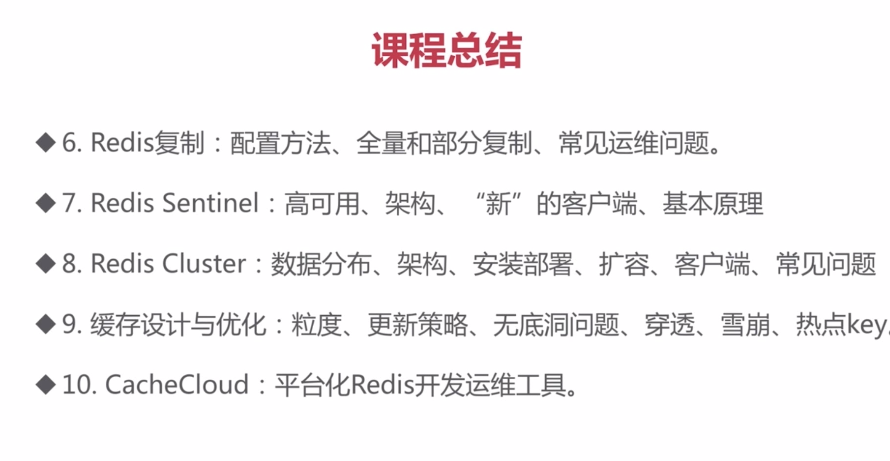 课程总结
◆6. Redis复制：配置方法、全量和部分复制、常见运维问题。
◆7. Redis Sentinel：高可用、架构、“新”的客户端、基本原理
◆8. Redis Cluster：数据分布、架构、安装部署、扩容、客户端、常见问题
◆9. 缓存设计与优化：粒度、更新策略、无底洞问题、穿透、雪崩、热点key
◆10. CacheCloud：平台化Redis开发运维工具。